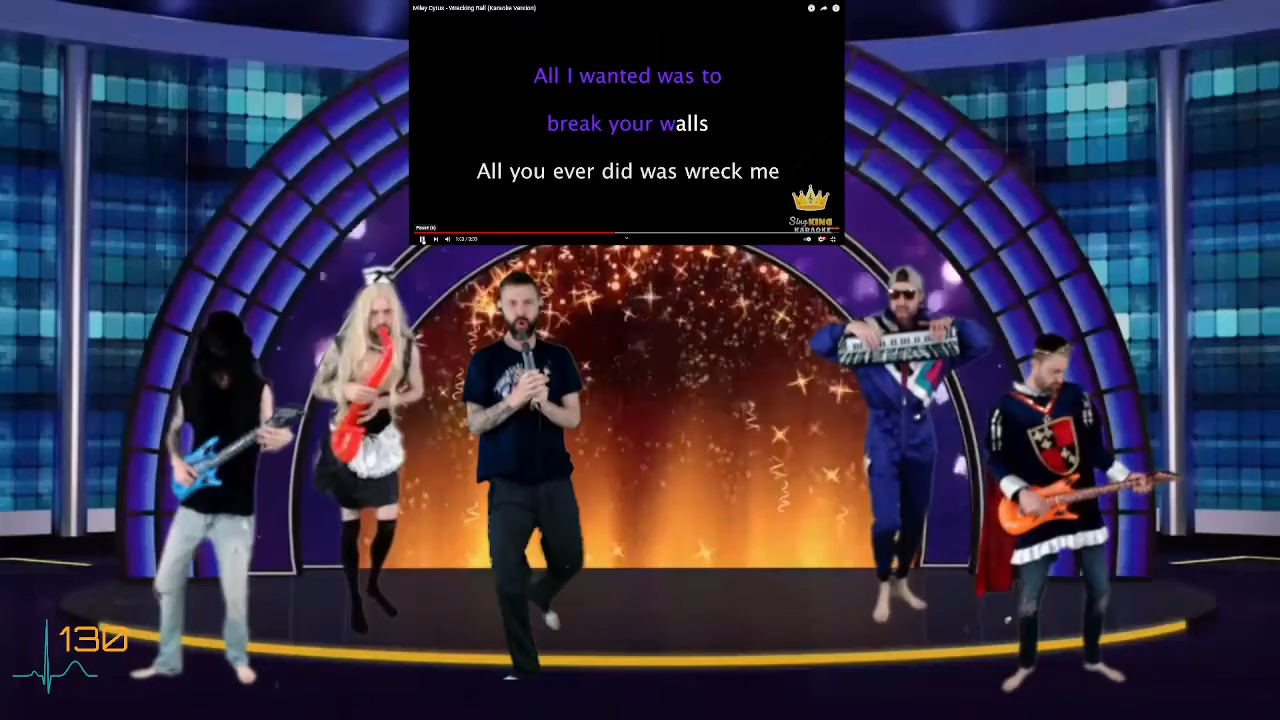 Miley Cyrus - Wrecking Ball (Karaoke Version)
All I wanted was to
break your walls
All you ever did was wreck me
Sing KING
KARAOKE
Pause (k)
130